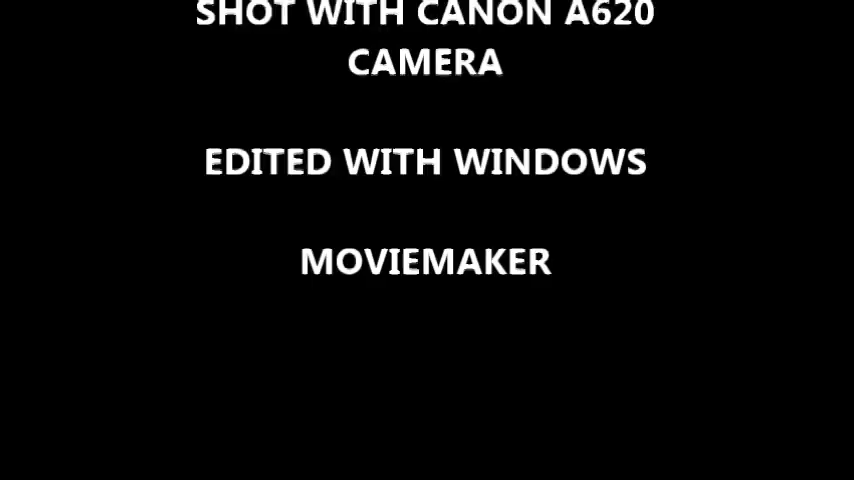 SHOT WITH CANON A620
CAMERA
EDITED WITH WINDOWS
MOVIEMAKER